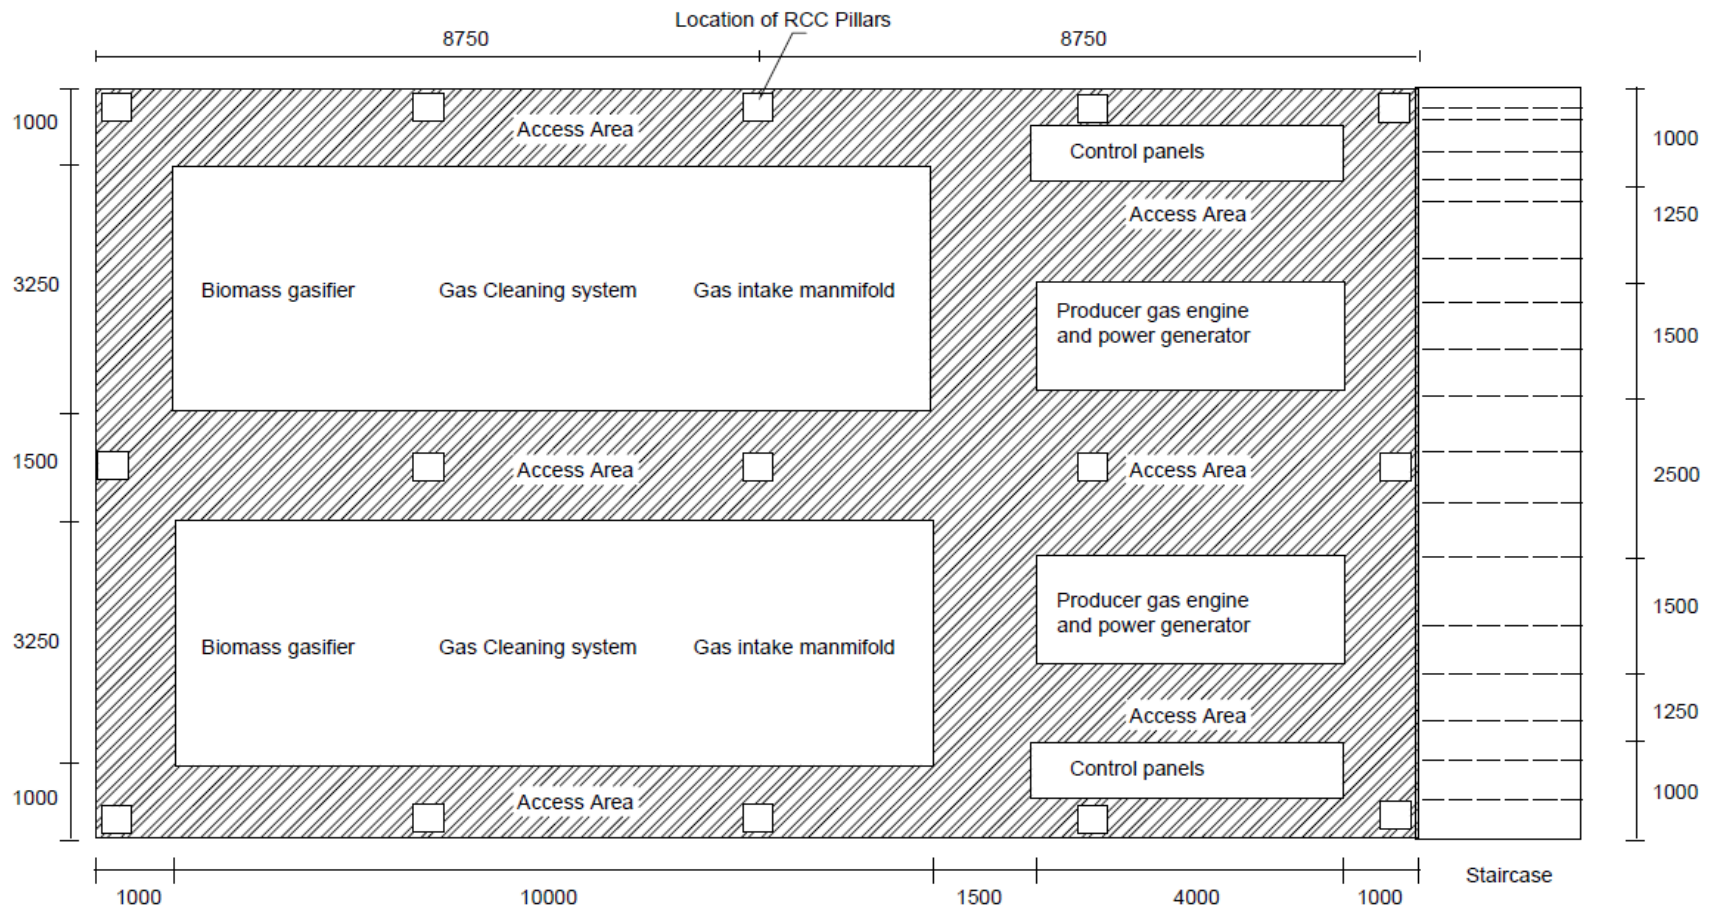 Location of RCC Pillars
8750
8750
1000
Access Area
Control panels
1000
Access Area
1250
3250
Biomass gasifier
Gas Cleaning system
Gas intake manmifold
Producer gas engine
and power generator
1500
1500
Access Area
Access Area
2500
Producer gas engine
and power generator
1500
3250
Biomass gasifier
Gas Cleaning system
Gas intake manmifold
Access Area
1250
Control panels
1000
Access Area
1000
1000
10000
1500
4000
1000
Staircase